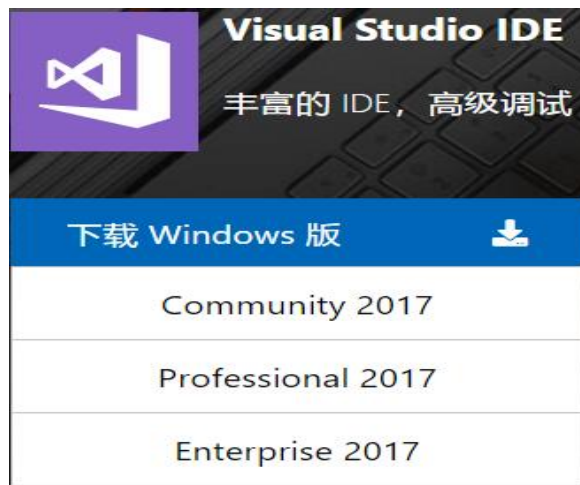 Visual Studio IDE
丰富的 IDE，高级调试
下载 Windows 版
Community 2017
Professional 2017
Enterprise 2017